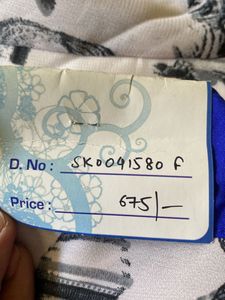 D. No : SK0041580 F
Price : 675/-